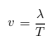 v = λ/T